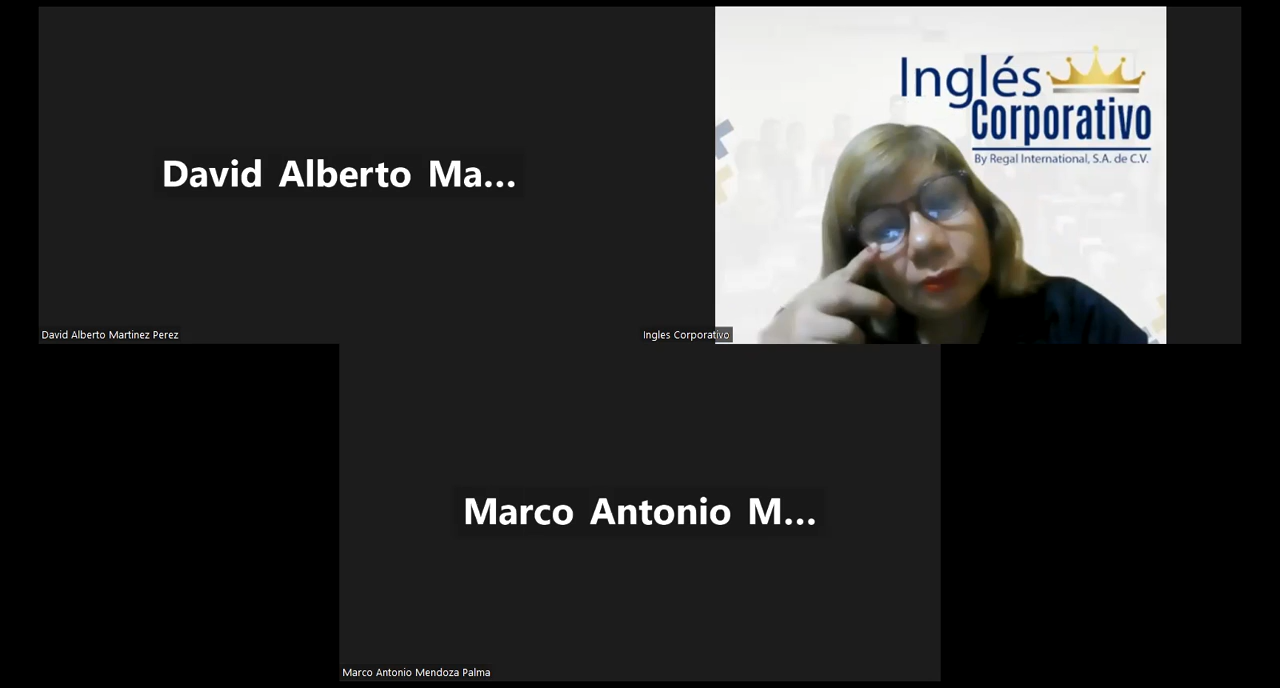 David Alberto Ma...
David Alberto Martinez Perez
Inglés
Corporativo
By Regal International, S.A. de C.V.
Ingles Corporativo
Marco Antonio M...
Marco Antonio Mendoza Palma